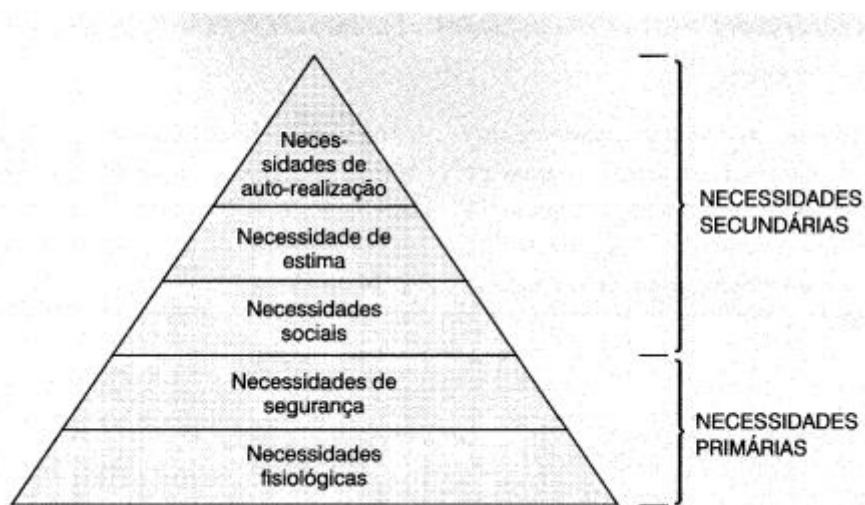 Neces-
sidades de
auto-realização
Necessidade de
estima
Necessidades
sociais
Necessidades de
segurança
Necessidades
fisiológicas
NECESSIDADES
SECUNDÁRIAS
NECESSIDADES
PRIMÁRIAS